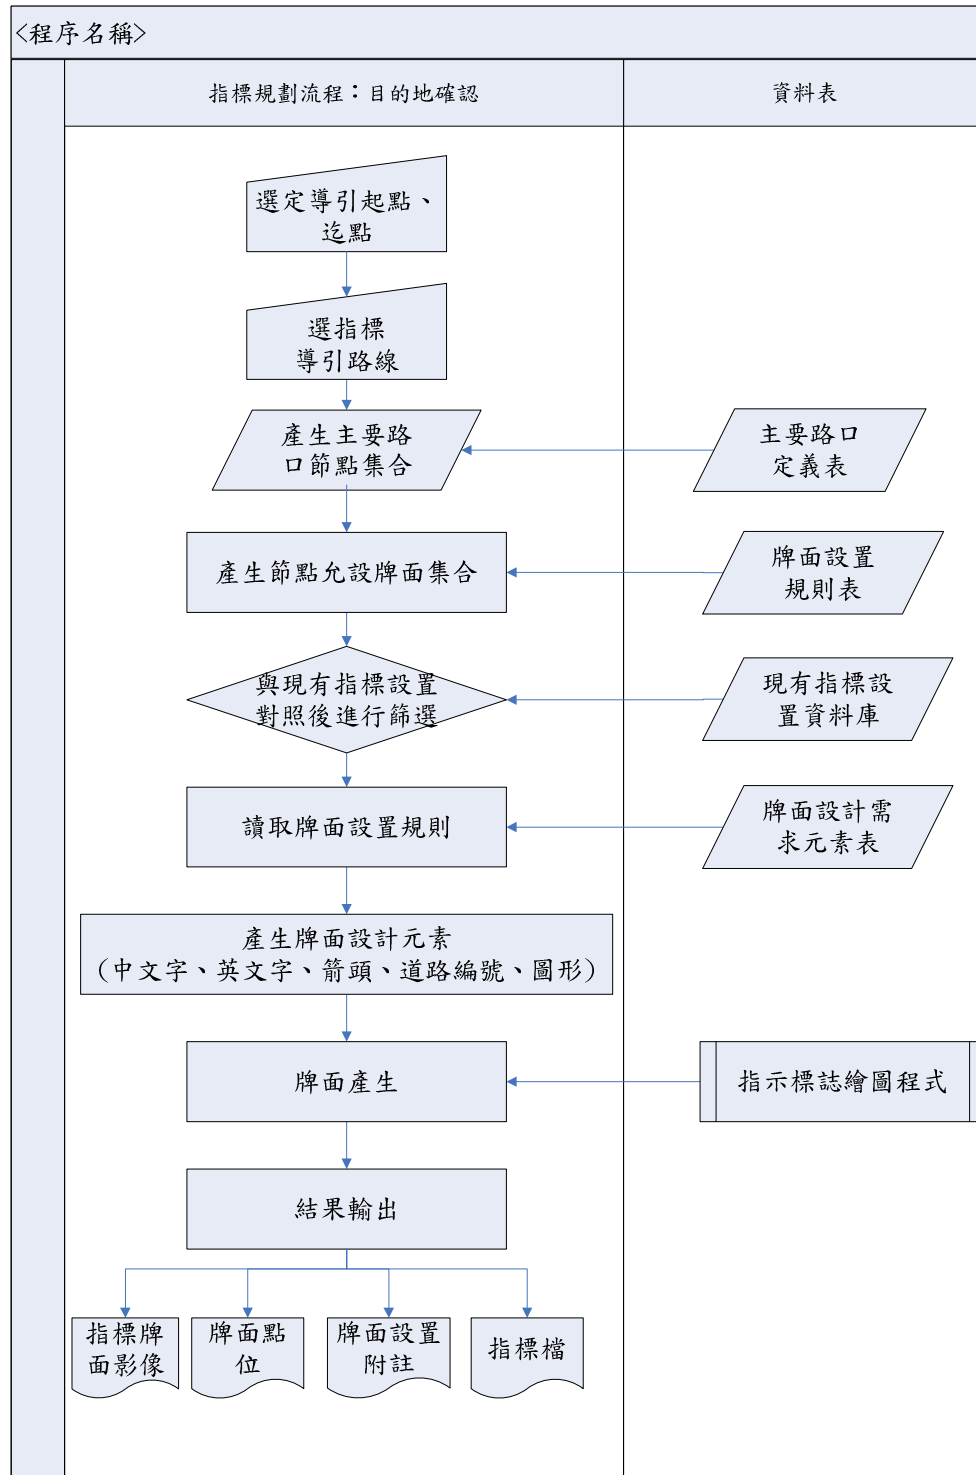 <程序名稱>
指標規劃流程：目的地確認
資料表
選定導引起點、
迄點
選指標
導引路線
產生主要路
口節點集合
主要路口
定義表
產生節點允設牌面集合
牌面設置
規則表
與現有指標設置
對照後進行篩選
現有指標設
置資料庫
讀取牌面設置規則
牌面設計需
求元素表
產生牌面設計元素
(中文字、英文字、箭頭、道路編號、圖形)
牌面產生
指示標誌繪圖程式
結果輸出
指標牌
面影像
牌面點
位
牌面設置
附註
指標檔